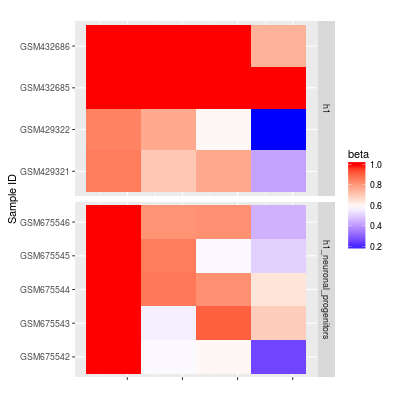 GSM432686
GSM432685
GSM429322
GSM429321
h1
GSM675546
GSM675545
GSM675544
GSM675543
GSM675542
h1_neuronal_progenitors
Sample ID
beta
1.0
0.8
0.6
0.4
0.2